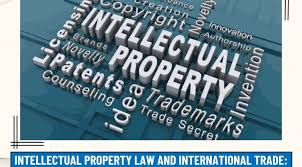 Copyright
Novelty
Innovation
Licensing
Authorship
INTELLECTUAL
Brands
Novelty
PROPERTY
Patents
Counseling
Trademarks
idea
Trade Secret
Invention
INTELLECTUAL PROPERTY LAW AND INTERNATIONAL TRADE: